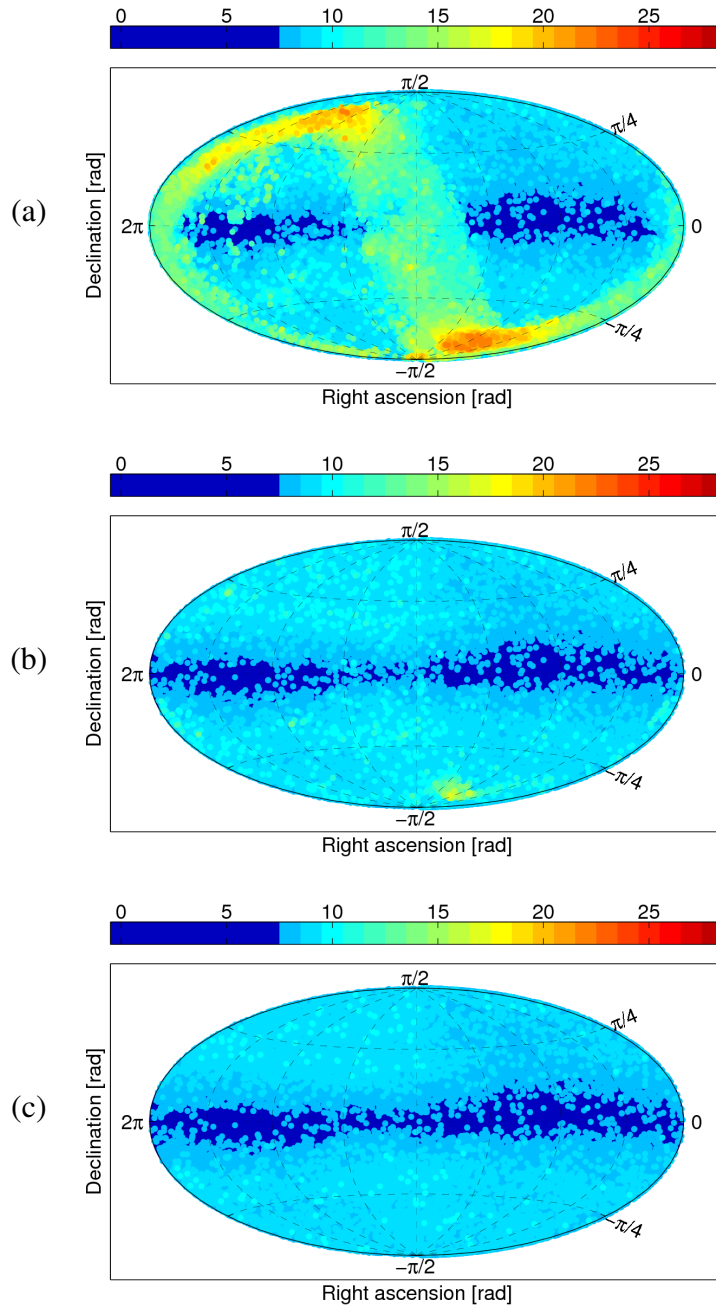 0 5 10 15 20 25
(a)
π/2
π/4
2π
0
−π/4
−π/2
Declination [rad]
Right ascension [rad]
0 5 10 15 20 25
(b)
π/2
π/4
2π
0
−π/4
−π/2
Declination [rad]
Right ascension [rad]
0 5 10 15 20 25
(c)
π/2
π/4
2π
0
−π/4
−π/2
Declination [rad]
Right ascension [rad]